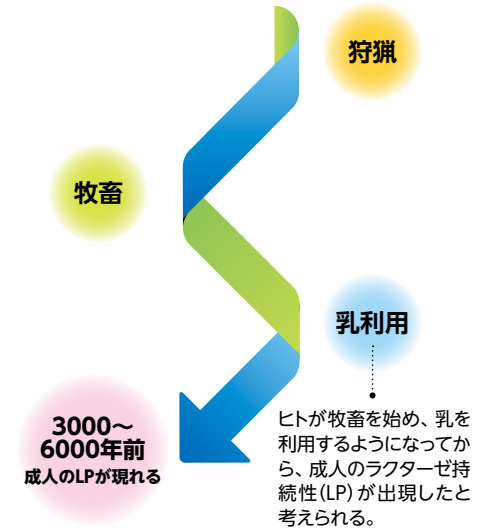 狩猟
牧畜
乳利用
ヒトが牧畜を始め、乳を
利用するようになってか
ら、成人のラクターゼ持
続性(LP)が出現したと
考えられる。
3000〜
6000年前
成人のLPが現れる